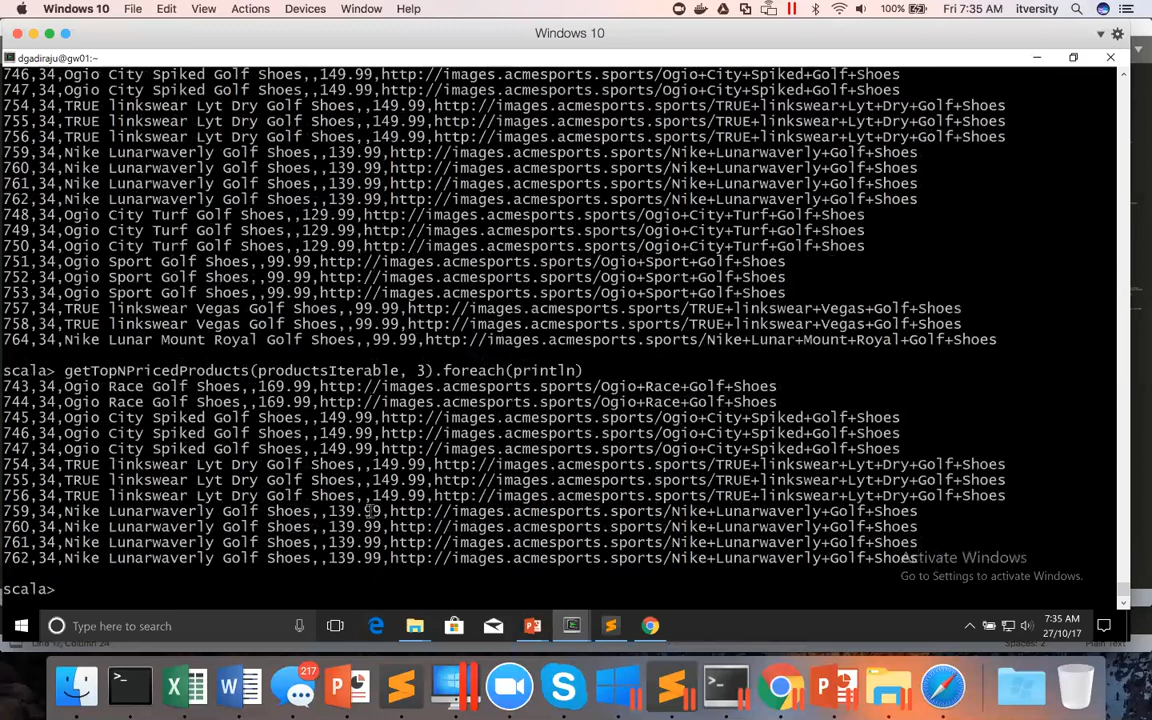 Windows 10 File Edit View Actions Devices Window Help 100% Fri 7:35 AM itversity
Windows 10
dgadiraju@gw01:~
746,34,Ogio City Spiked Golf Shoes,,149.99,http://images.acmesports.sports/Ogio+City+Spiked+Golf+Shoes
747,34,Ogio City Spiked Golf Shoes,,149.99,http://images.acmesports.sports/Ogio+City+Spiked+Golf+Shoes
754,34,TRUE linkswear Lyt Dry Golf Shoes,,149.99,http://images.acmesports.sports/TRUE+linkswear+Lyt+Dry+Golf+Shoes
755,34,TRUE linkswear Lyt Dry Golf Shoes,,149.99,http://images.acmesports.sports/TRUE+linkswear+Lyt+Dry+Golf+Shoes
756,34,TRUE linkswear Lyt Dry Golf Shoes,,149.99,http://images.acmesports.sports/TRUE+linkswear+Lyt+Dry+Golf+Shoes
759,34,Nike Lunarwaverly Golf Shoes,,139.99,http://images.acmesports.sports/Nike+Lunarwaverly+Golf+Shoes
760,34,Nike Lunarwaverly Golf Shoes,,139.99,http://images.acmesports.sports/Nike+Lunarwaverly+Golf+Shoes
761,34,Nike Lunarwaverly Golf Shoes,,139.99,http://images.acmesports.sports/Nike+Lunarwaverly+Golf+Shoes
762,34,Nike Lunarwaverly Golf Shoes,,139.99,http://images.acmesports.sports/Nike+Lunarwaverly+Golf+Shoes
748,34,Ogio City Turf Golf Shoes,,129.99,http://images.acmesports.sports/Ogio+City+Turf+Golf+Shoes
749,34,Ogio City Turf Golf Shoes,,129.99,http://images.acmesports.sports/Ogio+City+Turf+Golf+Shoes
750,34,Ogio City Turf Golf Shoes,,129.99,http://images.acmesports.sports/Ogio+City+Turf+Golf+Shoes
751,34,Ogio Sport Golf Shoes,,99.99,http://images.acmesports.sports/Ogio+Sport+Golf+Shoes
752,34,Ogio Sport Golf Shoes,,99.99,http://images.acmesports.sports/Ogio+Sport+Golf+Shoes
753,34,Ogio Sport Golf Shoes,,99.99,http://images.acmesports.sports/Ogio+Sport+Golf+Shoes
757,34,TRUE linkswear Vegas Golf Shoes,,99.99,http://images.acmesports.sports/TRUE+linkswear+Vegas+Golf+Shoes
758,34,TRUE linkswear Vegas Golf Shoes,,99.99,http://images.acmesports.sports/TRUE+linkswear+Vegas+Golf+Shoes
764,34,Nike Lunar Mount Royal Golf Shoes,,99.99,http://images.acmesports.sports/Nike+Lunar+Mount+Royal+Golf+Shoes
scala> getTopNPricedProducts(productsIterable, 3).foreach(println)
743,34,Ogio Race Golf Shoes,,169.99,http://images.acmesports.sports/Ogio+Race+Golf+Shoes
744,34,Ogio Race Golf Shoes,,169.99,http://images.acmesports.sports/Ogio+Race+Golf+Shoes
745,34,Ogio City Spiked Golf Shoes,,149.99,http://images.acmesports.sports/Ogio+City+Spiked+Golf+Shoes
746,34,Ogio City Spiked Golf Shoes,,149.99,http://images.acmesports.sports/Ogio+City+Spiked+Golf+Shoes
747,34,Ogio City Spiked Golf Shoes,,149.99,http://images.acmesports.sports/Ogio+City+Spiked+Golf+Shoes
754,34,TRUE linkswear Lyt Dry Golf Shoes,,149.99,http://images.acmesports.sports/TRUE+linkswear+Lyt+Dry+Golf+Shoes
755,34,TRUE linkswear Lyt Dry Golf Shoes,,149.99,http://images.acmesports.sports/TRUE+linkswear+Lyt+Dry+Golf+Shoes
756,34,TRUE linkswear Lyt Dry Golf Shoes,,149.99,http://images.acmesports.sports/TRUE+linkswear+Lyt+Dry+Golf+Shoes
759,34,Nike Lunarwaverly Golf Shoes,,139.99,http://images.acmesports.sports/Nike+Lunarwaverly+Golf+Shoes
760,34,Nike Lunarwaverly Golf Shoes,,139.99,http://images.acmesports.sports/Nike+Lunarwaverly+Golf+Shoes
761,34,Nike Lunarwaverly Golf Shoes,,139.99,http://images.acmesports.sports/Nike+Lunarwaverly+Golf+Shoes
762,34,Nike Lunarwaverly Golf Shoes,,139.99,http://images.acmesports.sports/Nike+Lunarwaverly+Golf+Shoes
Activate Windows
Go to Settings to activate Windows.
scala>
Type here to search
7:35 AM
27/10/17
217